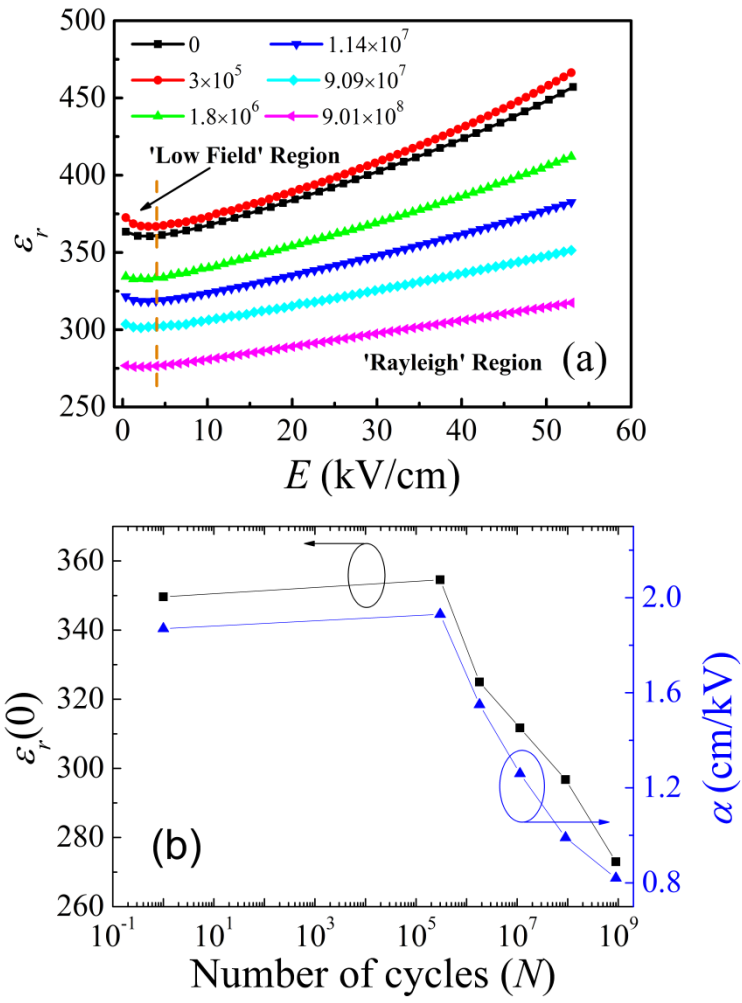 500
450
400
350
300
250
εr
0
3×10⁵
1.8×10⁶
1.14×10⁷
9.09×10⁷
9.01×10⁸
'Low Field' Region
'Rayleigh' Region
(a)
0 10 20 30 40 50 60
E (kV/cm)
360
340
320
300
280
260
εr(0)
2.0
1.6
1.2
0.8
α (cm/kV)
(b)
10⁻¹ 10¹ 10³ 10⁵ 10⁷ 10⁹
Number of cycles (N)